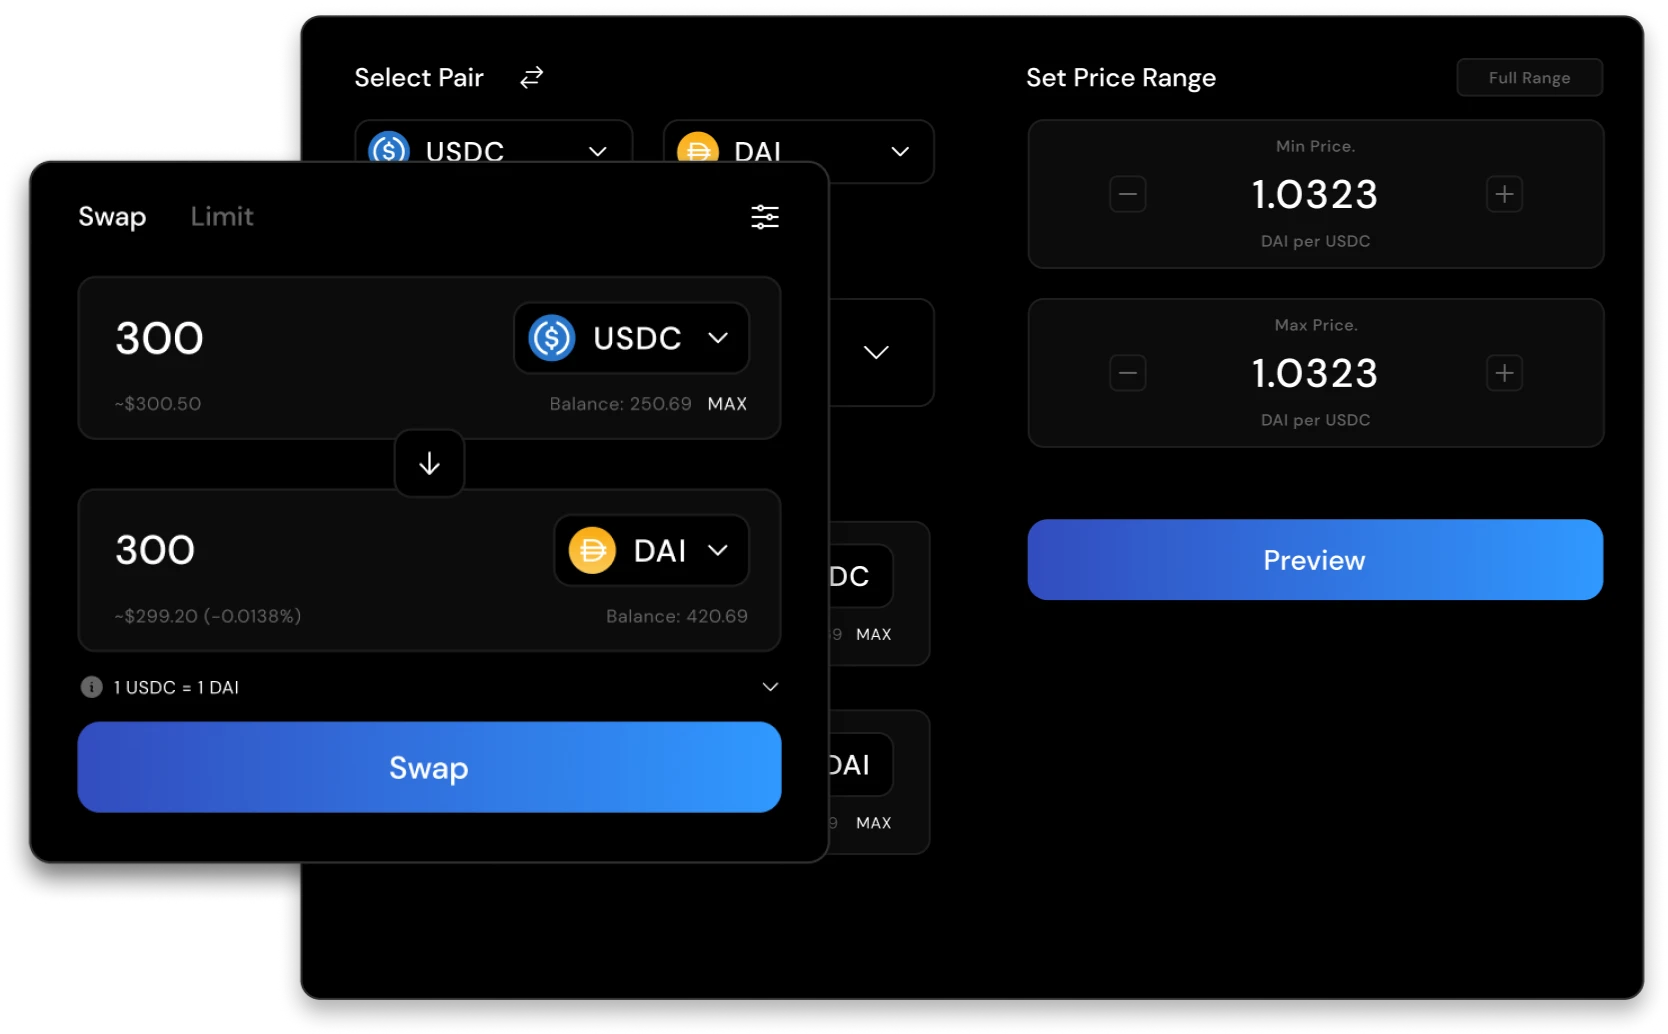 Select Pair
USDC
DAI
Set Price Range
Full Range
Min Price.
1.0323
DAI per USDC
Max Price.
1.0323
DAI per USDC
Preview
Swap Limit
300
USDC
~$300.50
Balance: 250.69 MAX
300
DAI
~$299.20 (-0.0138%)
Balance: 420.69
1 USDC = 1 DAI
Swap
DC
9 MAX
DAI
9 MAX